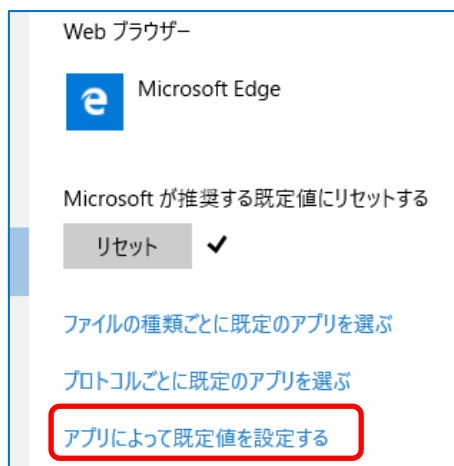 Web ブラウザー
Microsoft Edge
Microsoft が推奨する既定値にリセットする
リセット
ファイルの種類ごとに既定のアプリを選ぶ
プロトコルごとに既定のアプリを選ぶ
アプリによって既定値を設定する